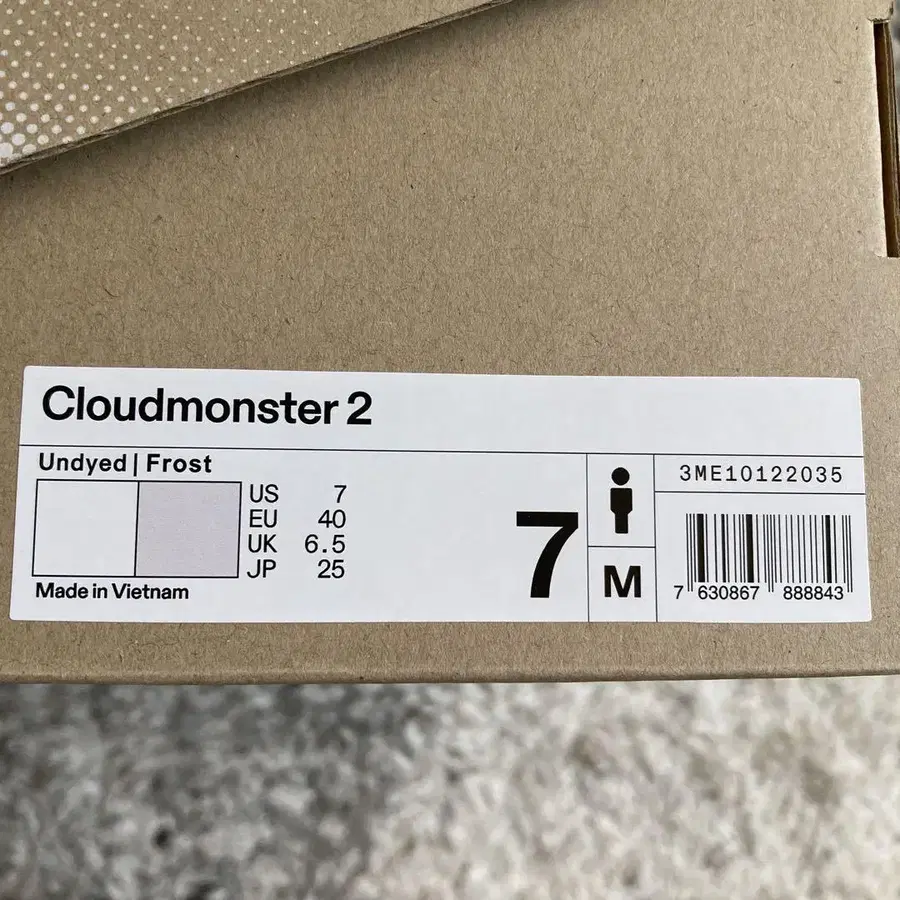 Cloudmonster 2
Undyed | Frost
US 7
EU 40
UK 6.5
JP 25
Made in Vietnam
7
M
3ME10122035
7 630867 888843